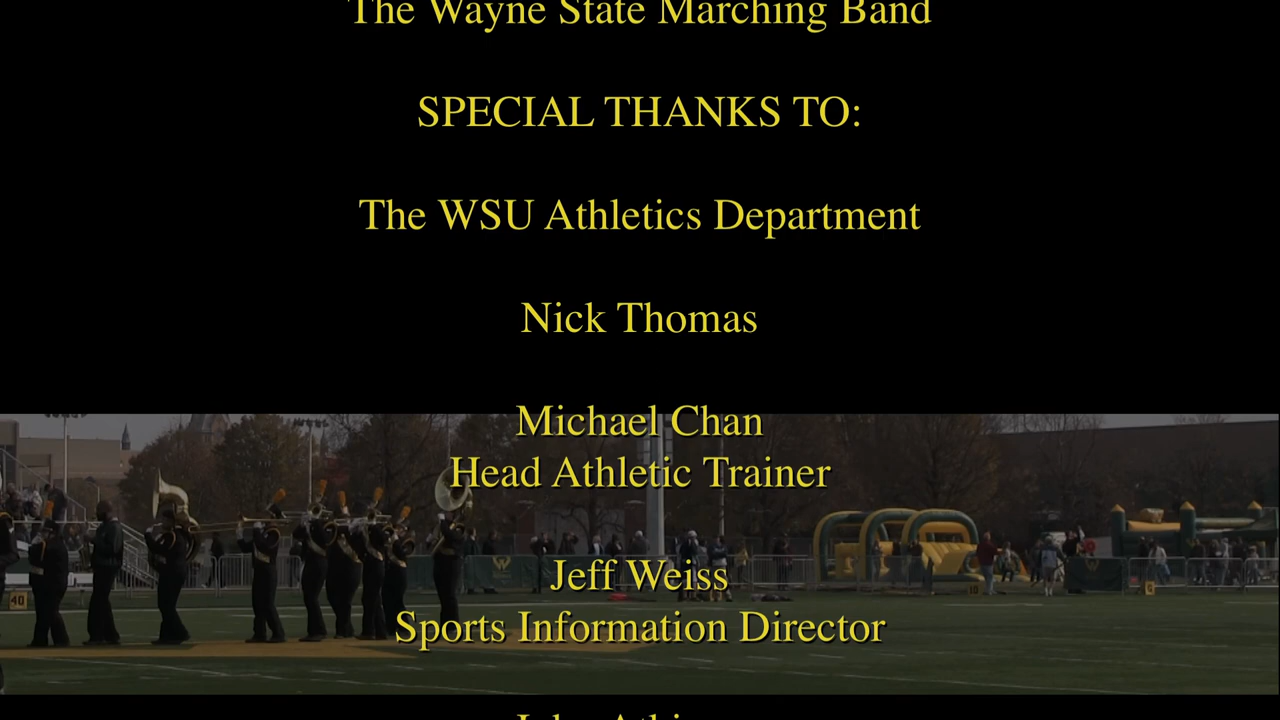 The Wayne State Marching Band
SPECIAL THANKS TO:
The WSU Athletics Department
Nick Thomas
Michael Chan
Head Athletic Trainer
Jeff Weiss
Sports Information Director
40